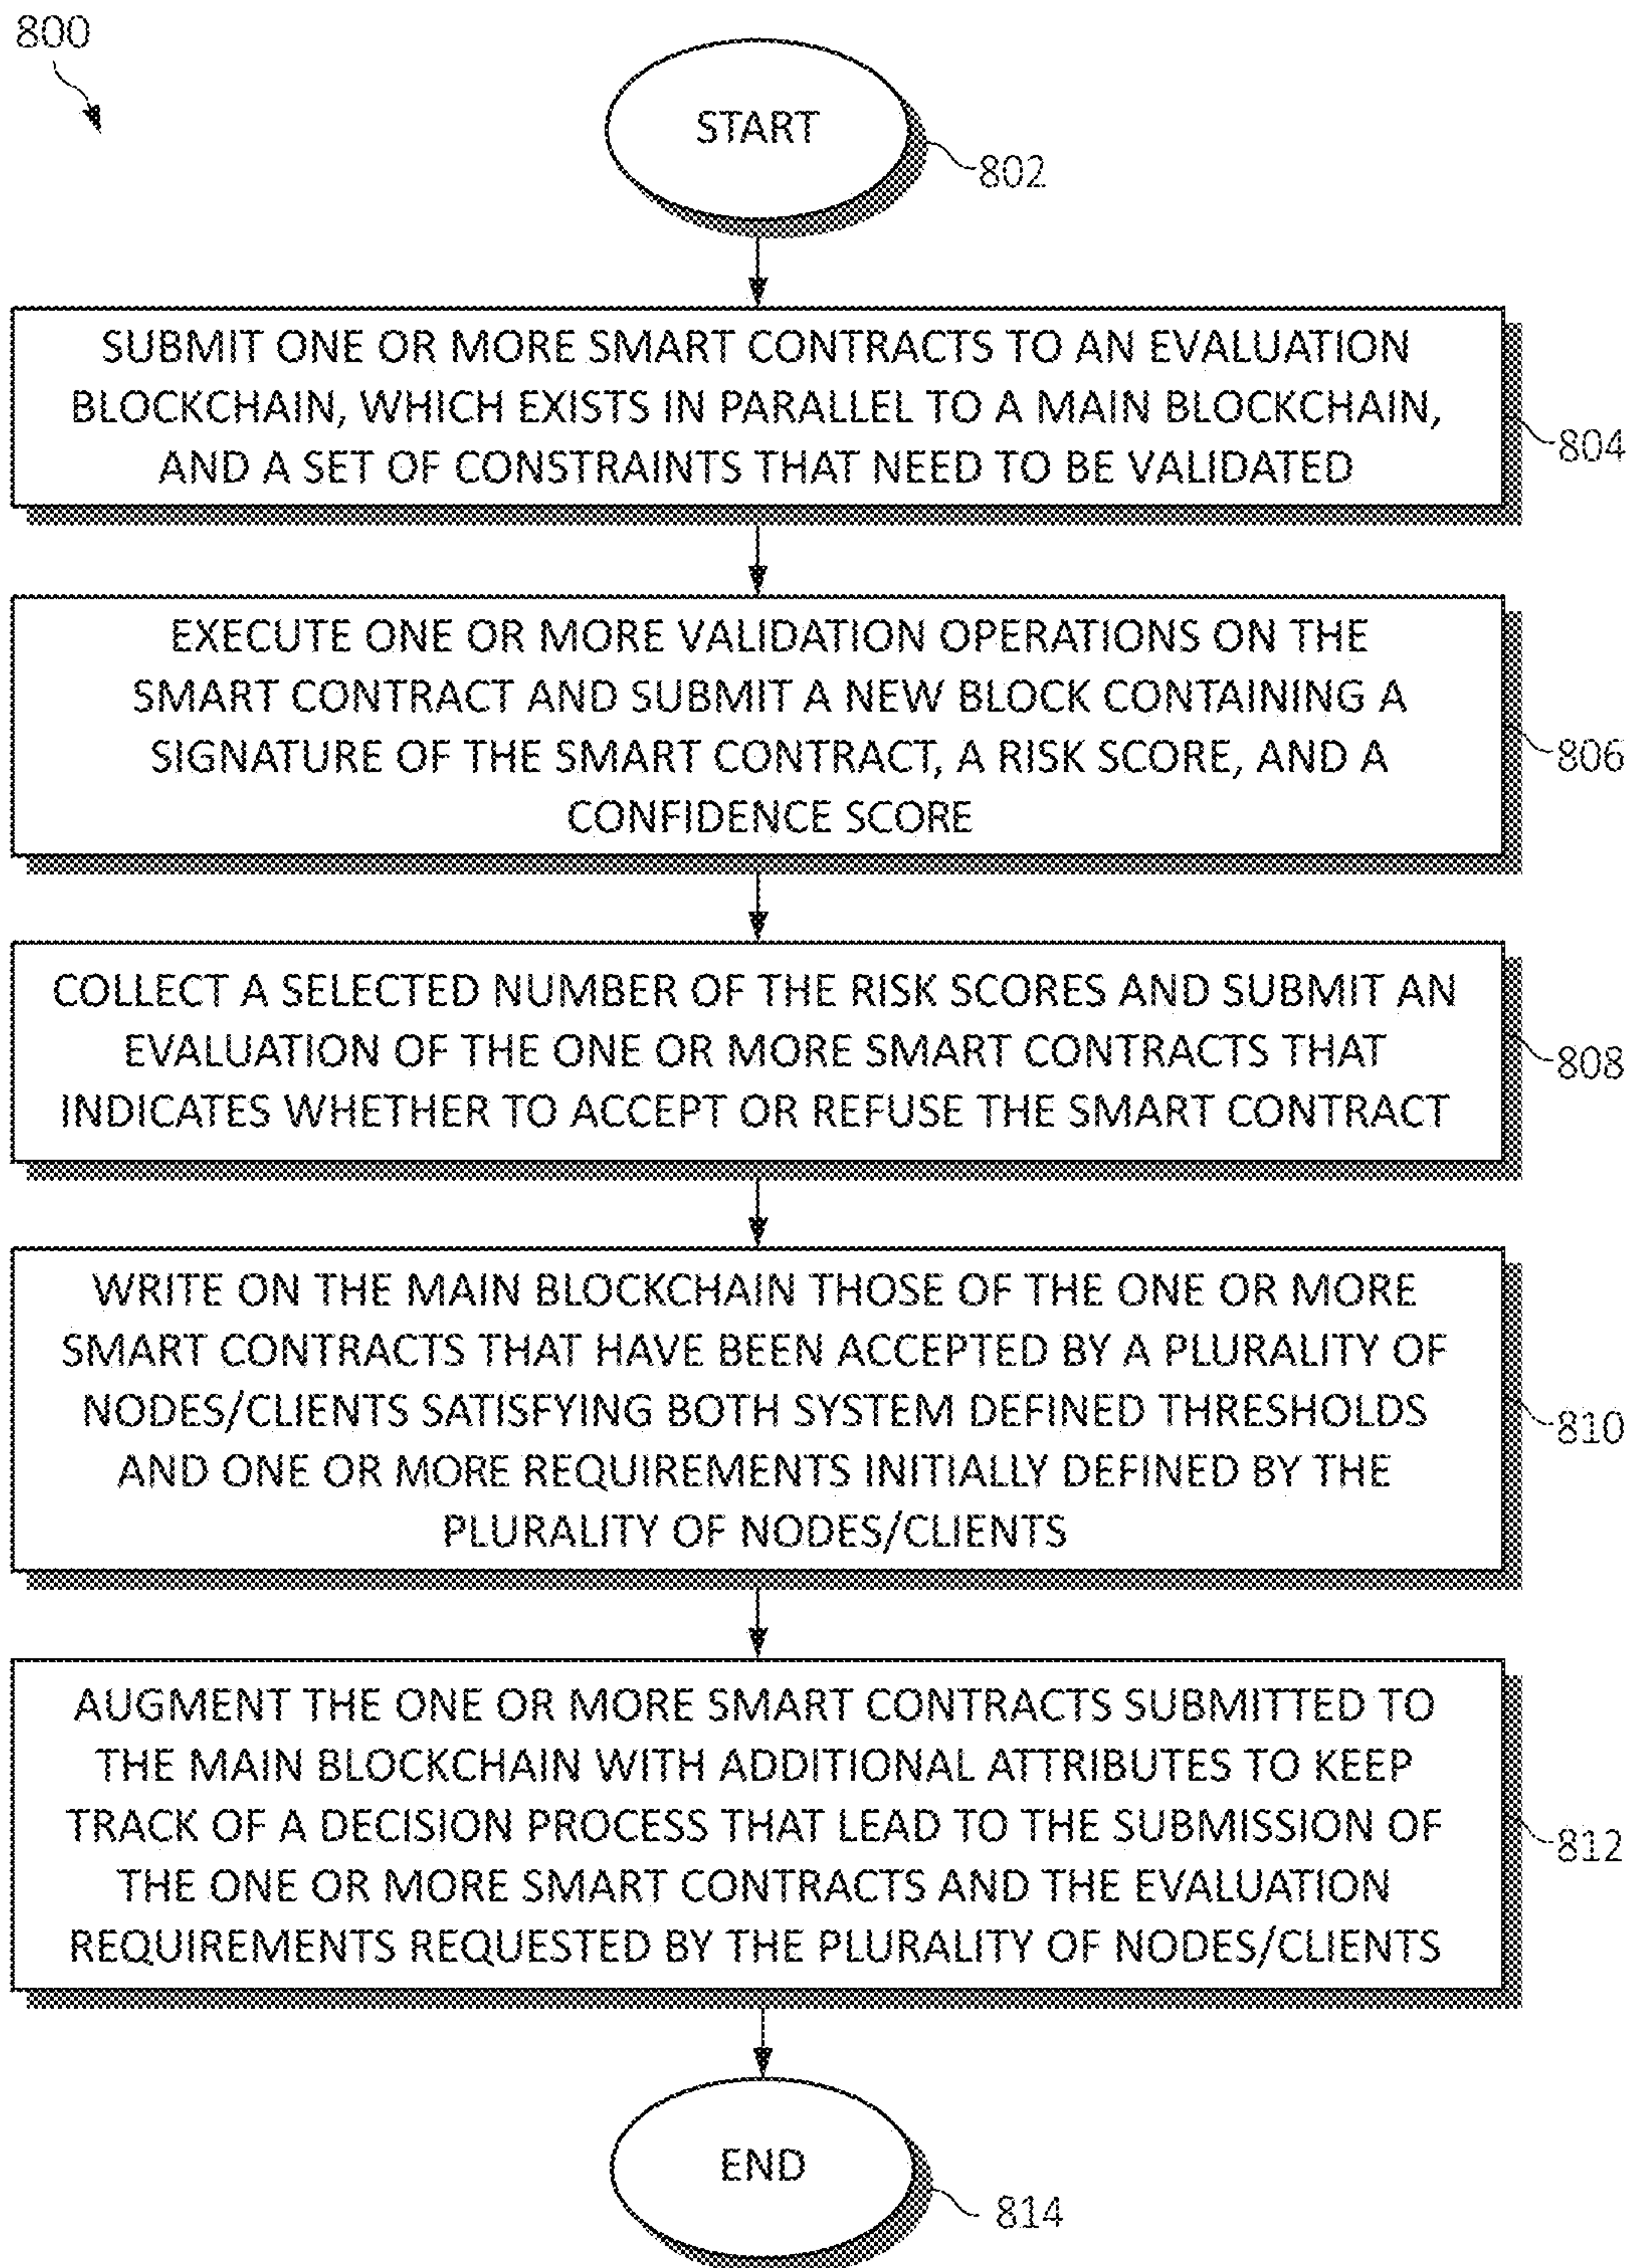 800
START
802
SUBMIT ONE OR MORE SMART CONTRACTS TO AN EVALUATION
BLOCKCHAIN, WHICH EXISTS IN PARALLEL TO A MAIN BLOCKCHAIN,
AND A SET OF CONSTRAINTS THAT NEED TO BE VALIDATED
804
EXECUTE ONE OR MORE VALIDATION OPERATIONS ON THE
SMART CONTRACT AND SUBMIT A NEW BLOCK CONTAINING A
SIGNATURE OF THE SMART CONTRACT, A RISK SCORE, AND A
CONFIDENCE SCORE
806
COLLECT A SELECTED NUMBER OF THE RISK SCORES AND SUBMIT AN
EVALUATION OF THE ONE OR MORE SMART CONTRACTS THAT
INDICATES WHETHER TO ACCEPT OR REFUSE THE SMART CONTRACT
808
WRITE ON THE MAIN BLOCKCHAIN THOSE OF THE ONE OR MORE
SMART CONTRACTS THAT HAVE BEEN ACCEPTED BY A PLURALITY OF
NODES/CLIENTS SATISFYING BOTH SYSTEM DEFINED THRESHOLDS
AND ONE OR MORE REQUIREMENTS INITIALLY DEFINED BY THE
PLURALITY OF NODES/CLIENTS
810
AUGMENT THE ONE OR MORE SMART CONTRACTS SUBMITTED TO
THE MAIN BLOCKCHAIN WITH ADDITIONAL ATTRIBUTES TO KEEP
TRACK OF A DECISION PROCESS THAT LEAD TO THE SUBMISSION OF
THE ONE OR MORE SMART CONTRACTS AND THE EVALUATION
REQUIREMENTS REQUESTED BY THE PLURALITY OF NODES/CLIENTS
812
END
814